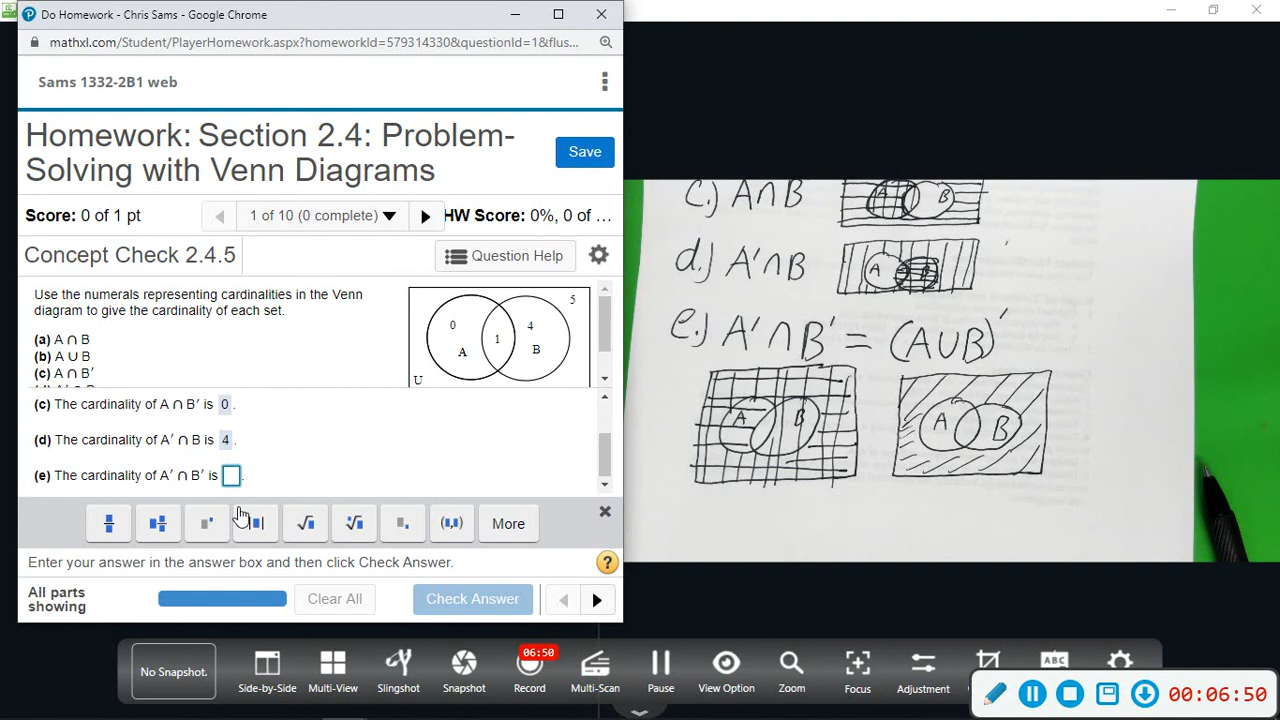 Do Homework - Chris Sams - Google Chrome
mathxl.com/Student/PlayerHomework.aspx?homeworkId=579314330&questionId=1&flus...
Sams 1332-2B1 web
Homework: Section 2.4: Problem-
Solving with Venn Diagrams
Save
Score: 0 of 1 pt
1 of 10 (0 complete)
HW Score: 0%, 0 of ...
Concept Check 2.4.5
Question Help
Use the numerals representing cardinalities in the Venn
diagram to give the cardinality of each set.
(a) A ∩ B
(b) A ∪ B
(c) A ∩ B′
0
1
4
5
A
B
U
(c) The cardinality of A ∩ B′ is 0.
(d) The cardinality of A′ ∩ B is 4.
(e) The cardinality of A′ ∩ B′ is .
More
Enter your answer in the answer box and then click Check Answer.
?
All parts
showing
Clear All
Check Answer
c.) A∩B
A B
d.) A′∩B
A
e.) A′∩B′ = (A∪B)′
A B
A B
No Snapshot.
Side-by-Side
Multi-View
Slingshot
Snapshot
06:50
Record
Multi-Scan
Pause
View Option
Zoom
Focus
Adjustment
ABC
00:06:50